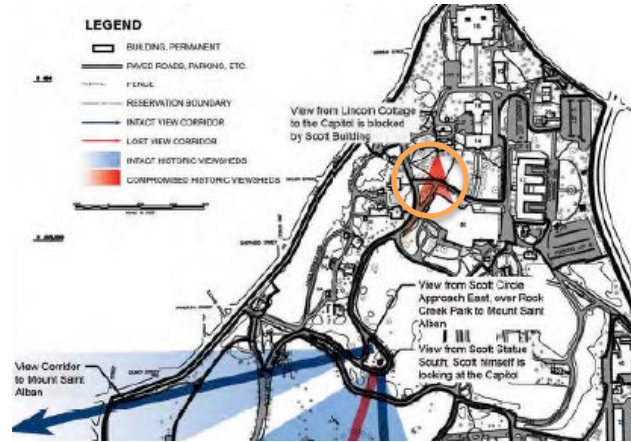 LEGEND
BUILDING, PERMANENT
PAVED ROADS, PARKING, ETC.
FENCE
RESERVATION BOUNDARY
INTACT VIEW CORRIDOR
LOST VIEW CORRIDOR
INTACT HISTORIC VIEWSHEDS
COMPROMISED HISTORIC VIEWSHEDS
View from Lincoln Cottage
to the Capitol is blocked
by Scott Building
View from Scott Circle
Approach East, over Rock
Creek Park to Mount Saint
Alban
View from Scott Statue
South; Scott himself is
looking at the Capitol
View Corridor
to Mount Saint
Alban